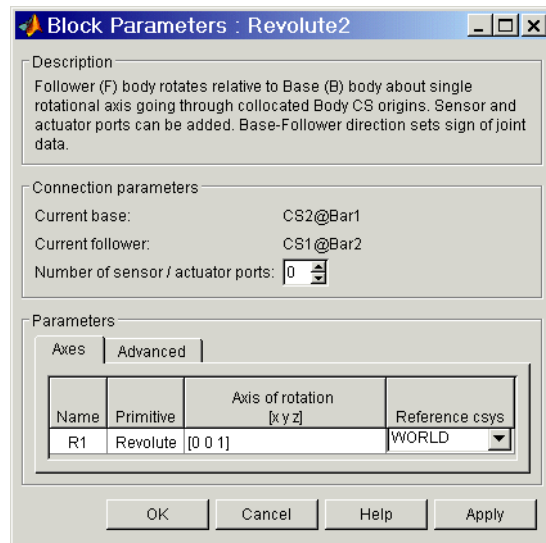 Block Parameters : Revolute2
Description
Follower (F) body rotates relative to Base (B) body about single
rotational axis going through collocated Body CS origins. Sensor and
actuator ports can be added. Base-Follower direction sets sign of joint
data.
Connection parameters
Current base: CS2@Bar1
Current follower: CS1@Bar2
Number of sensor / actuator ports: 0
Parameters
Axes Advanced
Name Primitive Axis of rotation [x y z] Reference csys
R1 Revolute [0 0 1] WORLD
OK Cancel Help Apply